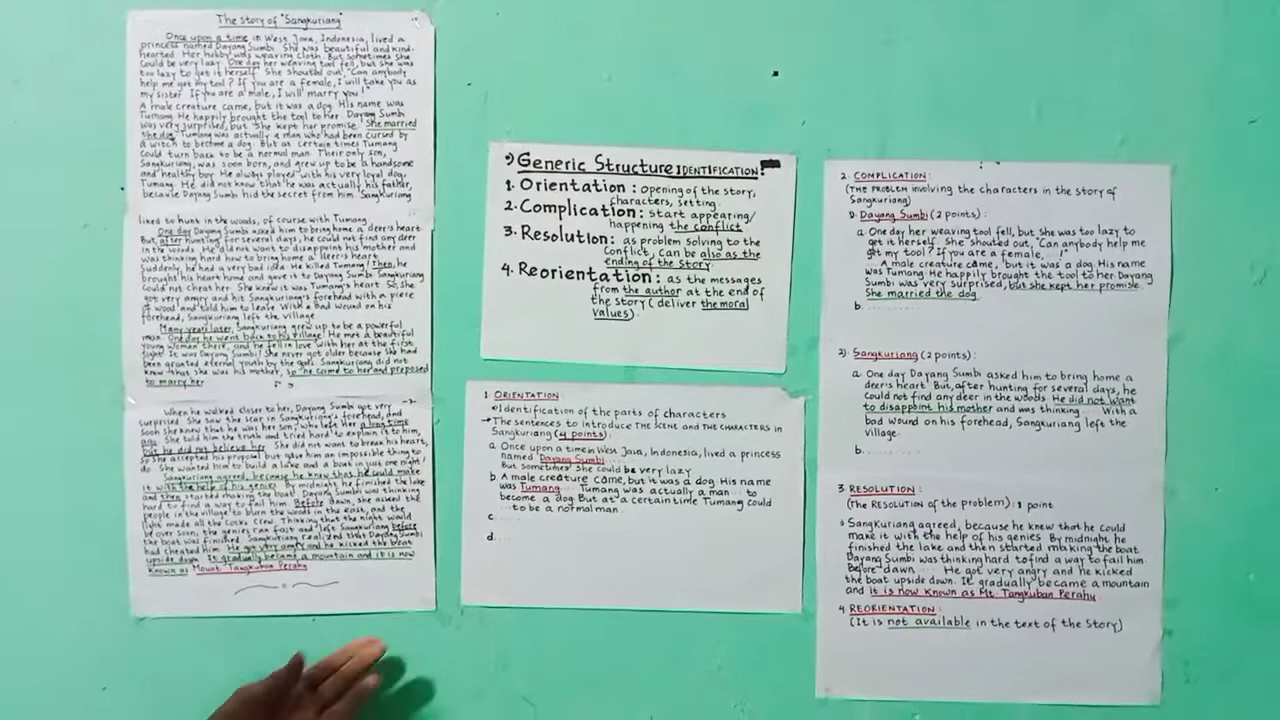 The story of "Sangkuriang"
Once upon a time in West Java, Indonesia, lived a
princess named Dayang Sumbi. She was beautiful and kind-
hearted. Her hobby was weaving cloth. But sometimes she
could be very lazy. One day her weaving tool fell, but she was
too lazy to get it herself. She shouted out, "Can anybody
help me get my tool? If you are a female, I will take you as
my sister. If you are a male, I will marry you!"
A male creature came, but it was a dog. His name was
Tumang. He happily brought the tool to her. Dayang Sumbi
was very surprised, but she kept her promise. She married
the dog. Tumang was actually a man who had been cursed by
a witch to become a dog. But at certain times Tumang
could turn back to be a normal man. Their only son,
Sangkuriang, was soon born, and grew up to be a handsome
and healthy boy. He always played with his very loyal dog,
Tumang. He did not know that he was actually his father,
because Dayang Sumbi hid the secret from him. Sangkuriang
liked to hunt in the woods, of course with Tumang.
One day Dayang Sumbi asked him to bring home a deer's heart.
But, after hunting for several days, he could not find any deer
in the woods. He did not want to disappoint his mother and
was thinking hard how to bring home a deer's heart.
Suddenly, he had a very bad idea. He killed Tumang! Then, he
brought his heart home and gave it to Dayang Sumbi. Sangkuriang
could not cheat her. She knew it was Tumang's heart. So, she
got very angry and hit Sangkuriang's forehead with a piece
of wood and told him to leave. With a bad wound on his
forehead, Sangkuriang left the village.
Many years later, Sangkuriang grew up to be a powerful
man. One day he went back to his village. He met a beautiful
young woman there, and he fell in love with her at the first
sight. It was Dayang Sumbi! She never got older because she had
been granted eternal youth by the gods. Sangkuriang did not
know that she was his mother, so he came to her and proposed
to marry her
When he walked closer to her, Dayang Sumbi got very
surprised. She saw the scar in Sangkuriang's forehead, and
soon she knew that he was her son, who left her a long time
ago. She told him the truth and tried hard to explain it to him,
but he did not believe her. She did not want to break his heart,
so she accepted his proposal but gave him an impossible thing to
do. She wanted him to build a lake and a boat in just one night!
Sangkuriang agreed, because he knew that he could make
it with the help of his genies. By midnight he finished the lake
and then started making the boat. Dayang Sumbi was thinking
hard to find a way to fail him. Before dawn, she asked the
people in the village to burn the woods in the east, and the
light made all the cocks crew. Thinking that the night would
be over soon, the genies ran fast and left Sangkuriang before
the boat was finished. Sangkuriang realized that Dayang Sumbi
had cheated him. He got very angry and he kicked the boat
upside down. It gradually became a mountain and it is now
known as Mount Tangkuban Perahu
Generic Structure IDENTIFICATION:
1. Orientation : opening of the story,
characters, setting.
2. Complication : start appearing/
happening the conflict
3. Resolution : as problem solving to the
conflict, can be also as the
ending of the story
4. Reorientation : as the messages
from the author at the end of
the story (deliver the moral
values).
1. ORIENTATION :
Identification of the parts of characters
→ The sentences to introduce THE SCENE and THE CHARACTERS in
Sangkuriang (4 points) :
a. Once upon a time in West Java, Indonesia, lived a princess
named Dayang Sumbi ....
But sometimes she could be very lazy.
b. A male creature came, but it was a dog. His name
was Tumang .... Tumang was actually a man ... to
become a dog. But at a certain time Tumang could
... to be a normal man.
c. ....
d. ....
2. COMPLICATION :
(THE PROBLEM involving the characters in the story of
Sangkuriang)
1). Dayang Sumbi (2 points) :
a. One day her weaving tool fell, but she was too lazy to
get it herself. She shouted out, "Can anybody help me
get my tool? If you are a female, .... !"
.... A male creature came, but it was a dog. His name
was Tumang. He happily brought the tool to her. Dayang
Sumbi was very surprised, but she kept her promise.
She married the dog.
b. ..........
2). Sangkuriang (2 points) :
a. One day Dayang Sumbi asked him to bring home a
deer's heart. But, after hunting for several days, he
could not find any deer in the woods. He did not want
to disappoint his mother and was thinking .... With a
bad wound on his forehead, Sangkuriang left the
village.
b. ..........
3. RESOLUTION :
(The RESOLUTION of the problem) : 1 point
Sangkuriang agreed, because he knew that he could
make it with the help of his genies. By midnight he
finished the lake and then started making the boat.
Dayang Sumbi was thinking hard to find a way to fail him.
Before dawn .... He got very angry and he kicked
the boat upside down. It gradually became a mountain
and it is now known as Mt. Tangkuban Perahu.
4. REORIENTATION :
(It is not available in the text of the story)